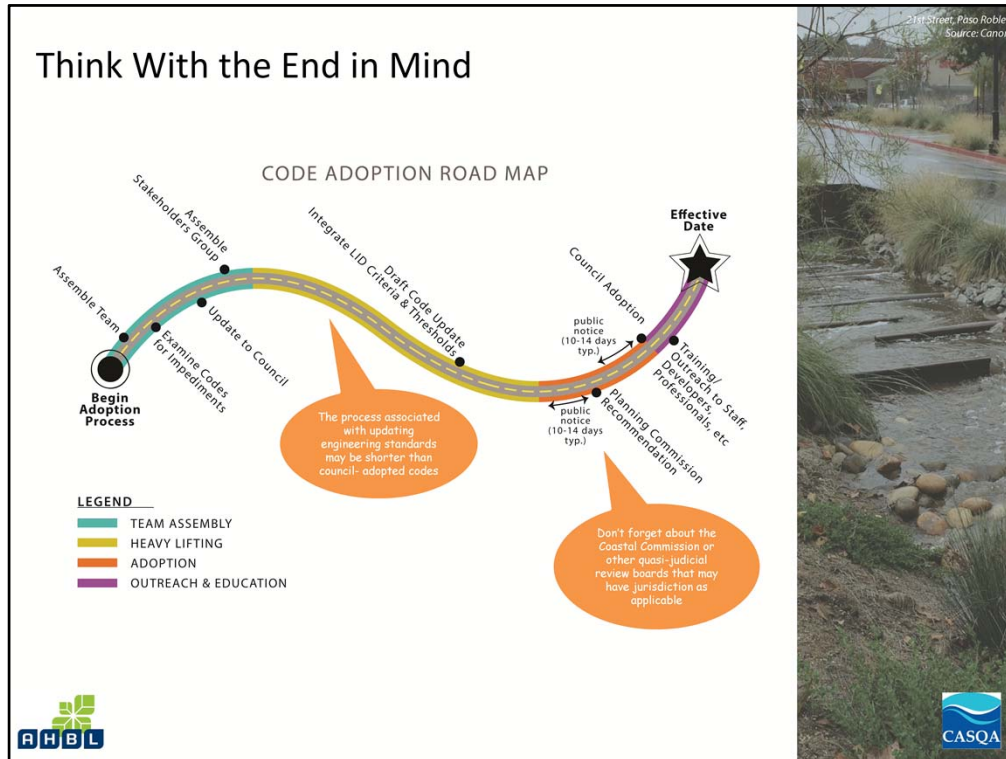 21st Street, Paso Roble
Source: Canon
Think With the End in Mind
CODE ADOPTION ROAD MAP
Begin
Adoption
Process
Assemble Team
Examine Codes
for Impediments
Assemble
Stakeholders Group
Update to Council
Integrate LID Criteria & Thresholds
Draft Code Update
public
notice
(10-14 days
typ.)
Planning Commission
Recommendation
public
notice
(10-14 days
typ.)
Council Adoption
Training/
Outreach to Staff,
Developers,
Professionals, etc
Effective
Date
The process associated
with updating
engineering standards
may be shorter than
council- adopted codes
Don't forget about the
Coastal Commission or
other quasi-judicial
review boards that may
have jurisdiction as
applicable
LEGEND
TEAM ASSEMBLY
HEAVY LIFTING
ADOPTION
OUTREACH & EDUCATION
AHBL
CASQA